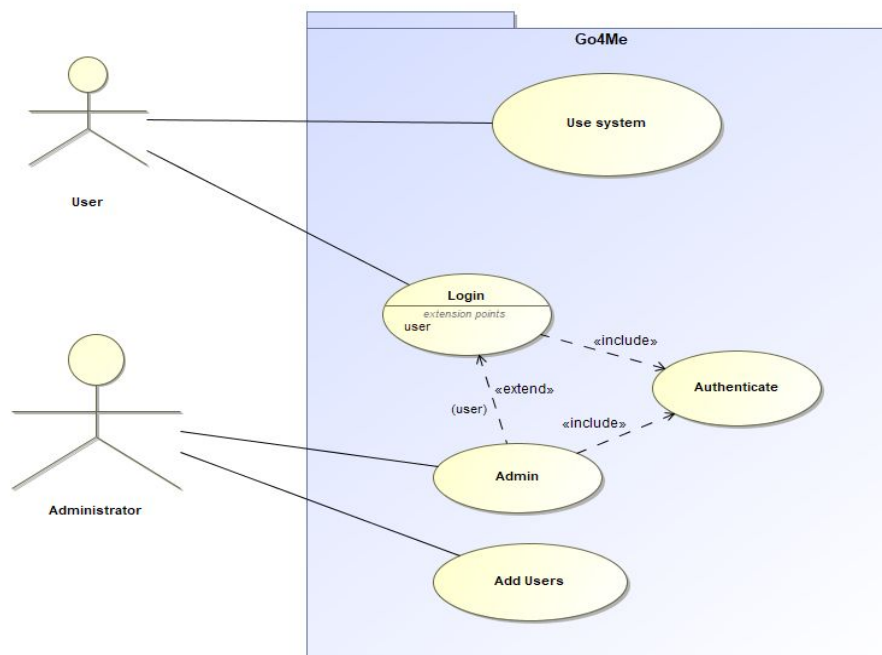 Go4Me
Use system
User
Login
extension points
user
«include»
«extend»
Authenticate
(user)
«include»
Admin
Administrator
Add Users